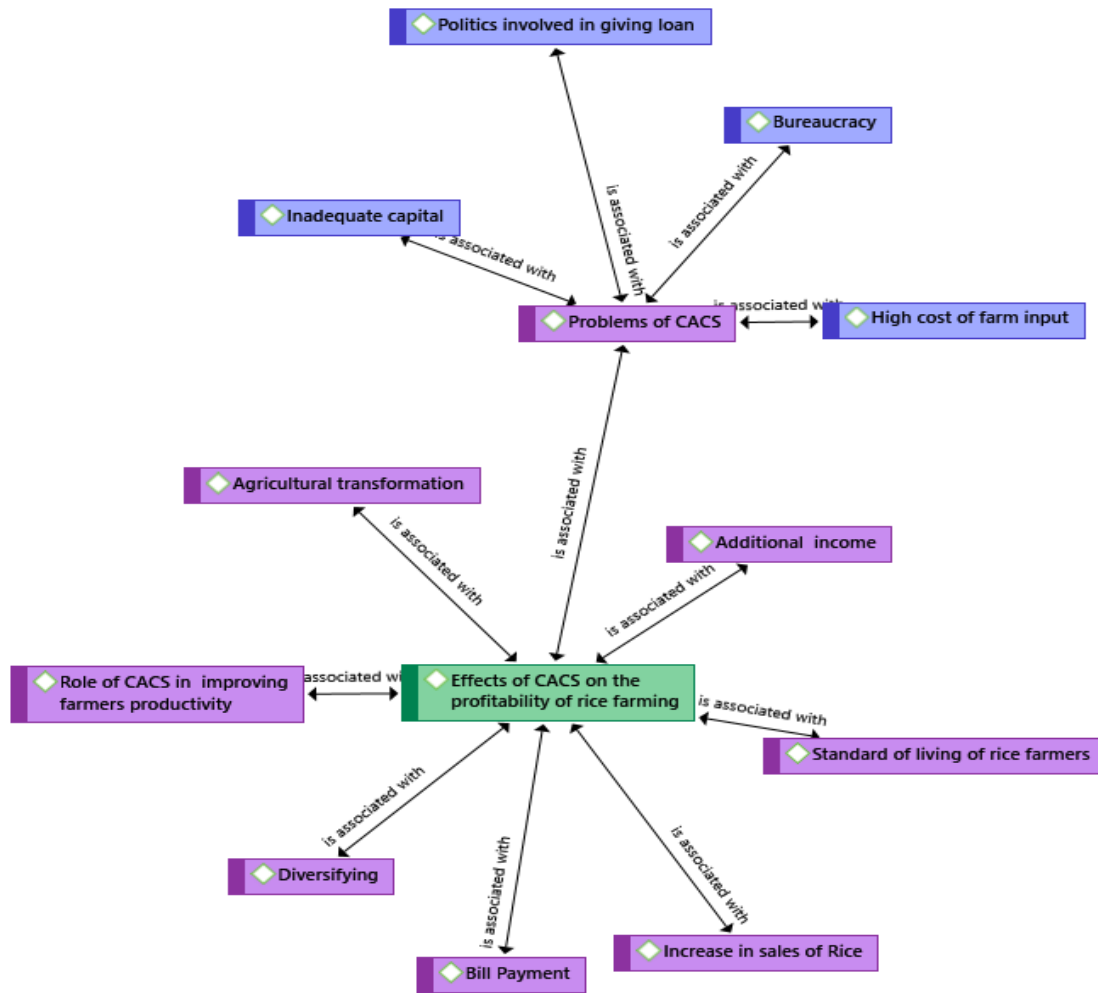 Politics involved in giving loan
Bureaucracy
is associated with
is associated with
Inadequate capital
is associated with
is associated with
Problems of CACS
High cost of farm input
is associated with
Agricultural transformation
is associated with
Additional income
is associated with
Role of CACS in improving
farmers productivity
associated wi
Effects of CACS on the
profitability of rice farming
is associated with
Standard of living of rice farmers
is associated with
Diversifying
is associated with
is associated with
Bill Payment
Increase in sales of Rice